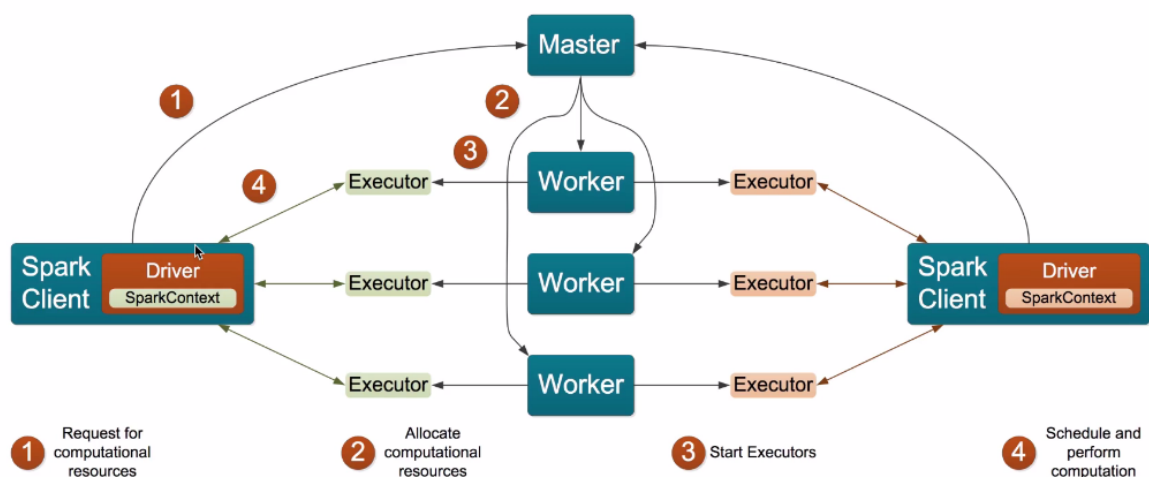 Master
1
2
3
4
Executor
Worker
Executor
Spark
Client
Driver
SparkContext
Executor
Worker
Executor
Spark
Client
Driver
SparkContext
Executor
Worker
Executor
1
Request for
computational
resources
2
Allocate
computational
resources
3
Start Executors
4
Schedule and
perform
computation